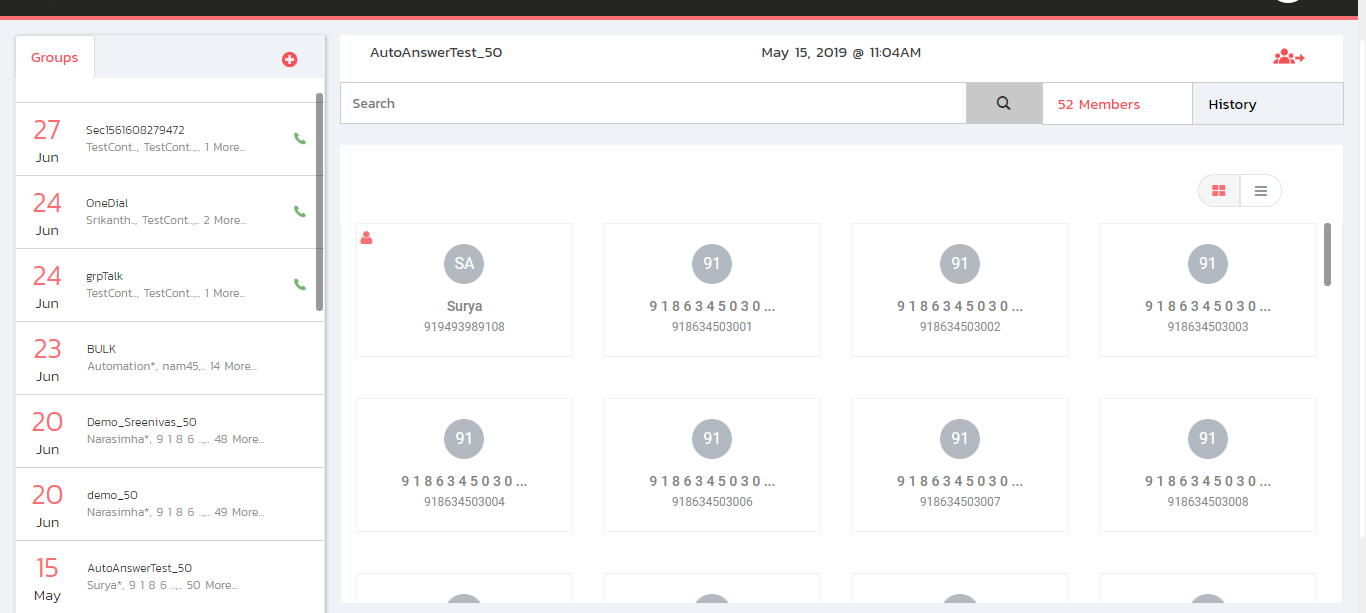 Groups
27
Jun
Sec1561608279472
TestCont.., TestCont..,.. 1 More...
24
Jun
OneDial
Srikanth.., TestCont..,.. 2 More...
24
Jun
grpTalk
TestCont.., TestCont..,.. 1 More...
23
Jun
BULK
Automation*, nam45,.. 14 More...
20
Jun
Demo_Sreenivas_50
Narasimha*, 9 1 8 6 ..,.. 48 More...
20
Jun
demo_50
Narasimha*, 9 1 8 6 ..,.. 49 More...
15
May
AutoAnswerTest_50
Surya*, 9 1 8 6 ..,.. 50 More...
AutoAnswerTest_50 May 15, 2019 @ 11:04AM
Search 52 Members History
SA 91 91 91
Surya 9 1 8 6 3 4 5 0 3 0 ... 9 1 8 6 3 4 5 0 3 0 ... 9 1 8 6 3 4 5 0 3 0 ...
919493989108 918634503001 918634503002 918634503003
91 91 91 91
9 1 8 6 3 4 5 0 3 0 ... 9 1 8 6 3 4 5 0 3 0 ... 9 1 8 6 3 4 5 0 3 0 ... 9 1 8 6 3 4 5 0 3 0 ...
918634503004 918634503006 918634503007 918634503008